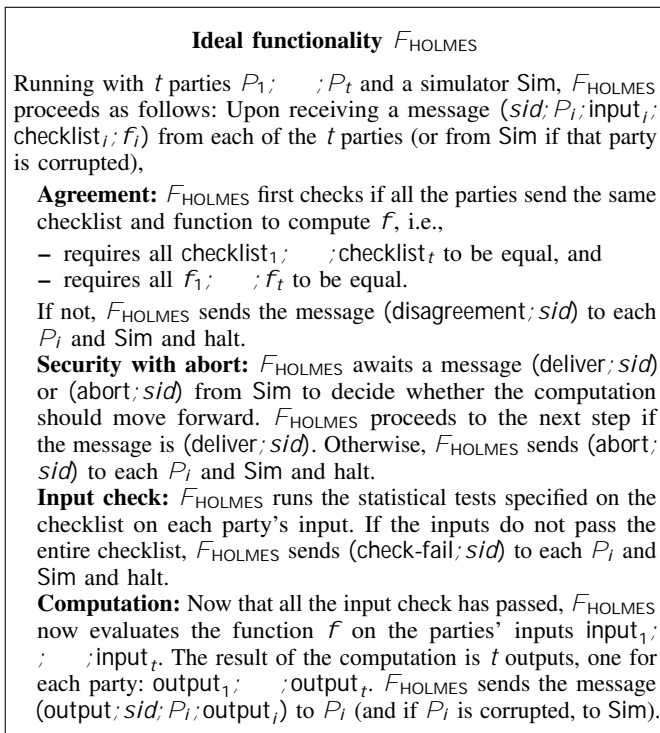 Ideal functionality F_HOLMES
Running with t parties P_1; ;P_t and a simulator Sim, F_HOLMES
proceeds as follows: Upon receiving a message (sid;P_i;input_i;
checklist_i;f_i) from each of the t parties (or from Sim if that party
is corrupted),
Agreement: F_HOLMES first checks if all the parties send the same
checklist and function to compute f, i.e.,
– requires all checklist_1; ;checklist_t to be equal, and
– requires all f_1; ;f_t to be equal.
If not, F_HOLMES sends the message (disagreement;sid) to each
P_i and Sim and halt.
Security with abort: F_HOLMES awaits a message (deliver;sid)
or (abort;sid) from Sim to decide whether the computation
should move forward. F_HOLMES proceeds to the next step if
the message is (deliver;sid). Otherwise, F_HOLMES sends (abort;
sid) to each P_i and Sim and halt.
Input check: F_HOLMES runs the statistical tests specified on the
checklist on each party's input. If the inputs do not pass the
entire checklist, F_HOLMES sends (check-fail;sid) to each P_i and
Sim and halt.
Computation: Now that all the input check has passed, F_HOLMES
now evaluates the function f on the parties' inputs input_1;
; ;input_t. The result of the computation is t outputs, one for
each party: output_1; ;output_t. F_HOLMES sends the message
(output;sid;P_i;output_i) to P_i (and if P_i is corrupted, to Sim).